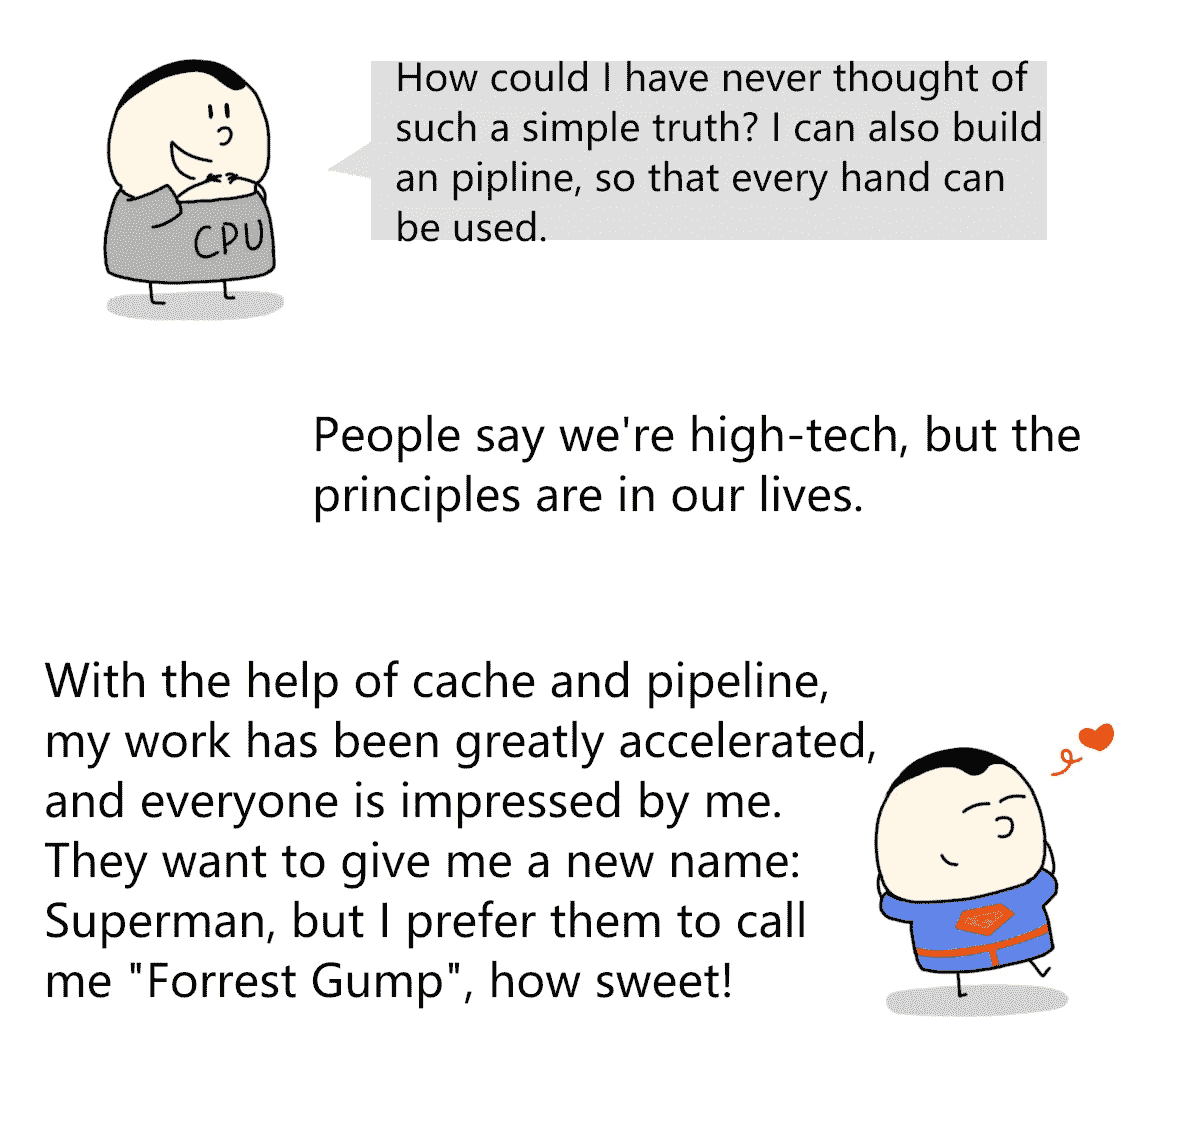 How could I have never thought of
such a simple truth? I can also build
an pipline, so that every hand can
be used.
CPU
People say we're high-tech, but the
principles are in our lives.
With the help of cache and pipeline,
my work has been greatly accelerated,
and everyone is impressed by me.
They want to give me a new name:
Superman, but I prefer them to call
me "Forrest Gump", how sweet!